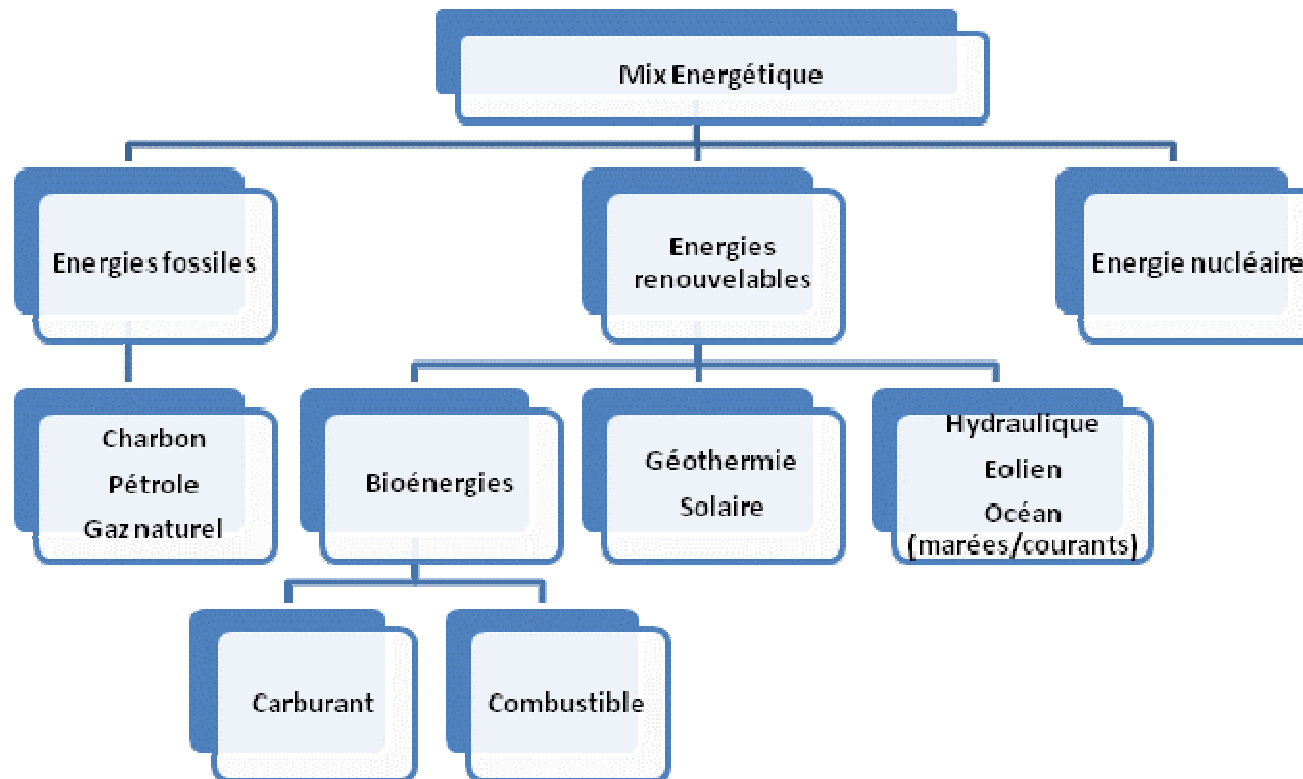 Mix Energétique
Energies fossiles
Energies
renouvelables
Energie nucléaire
Charbon
Pétrole
Gaz naturel
Bioénergies
Géothermie
Solaire
Hydraulique
Eolien
Océan
(marées/courants)
Carburant
Combustible